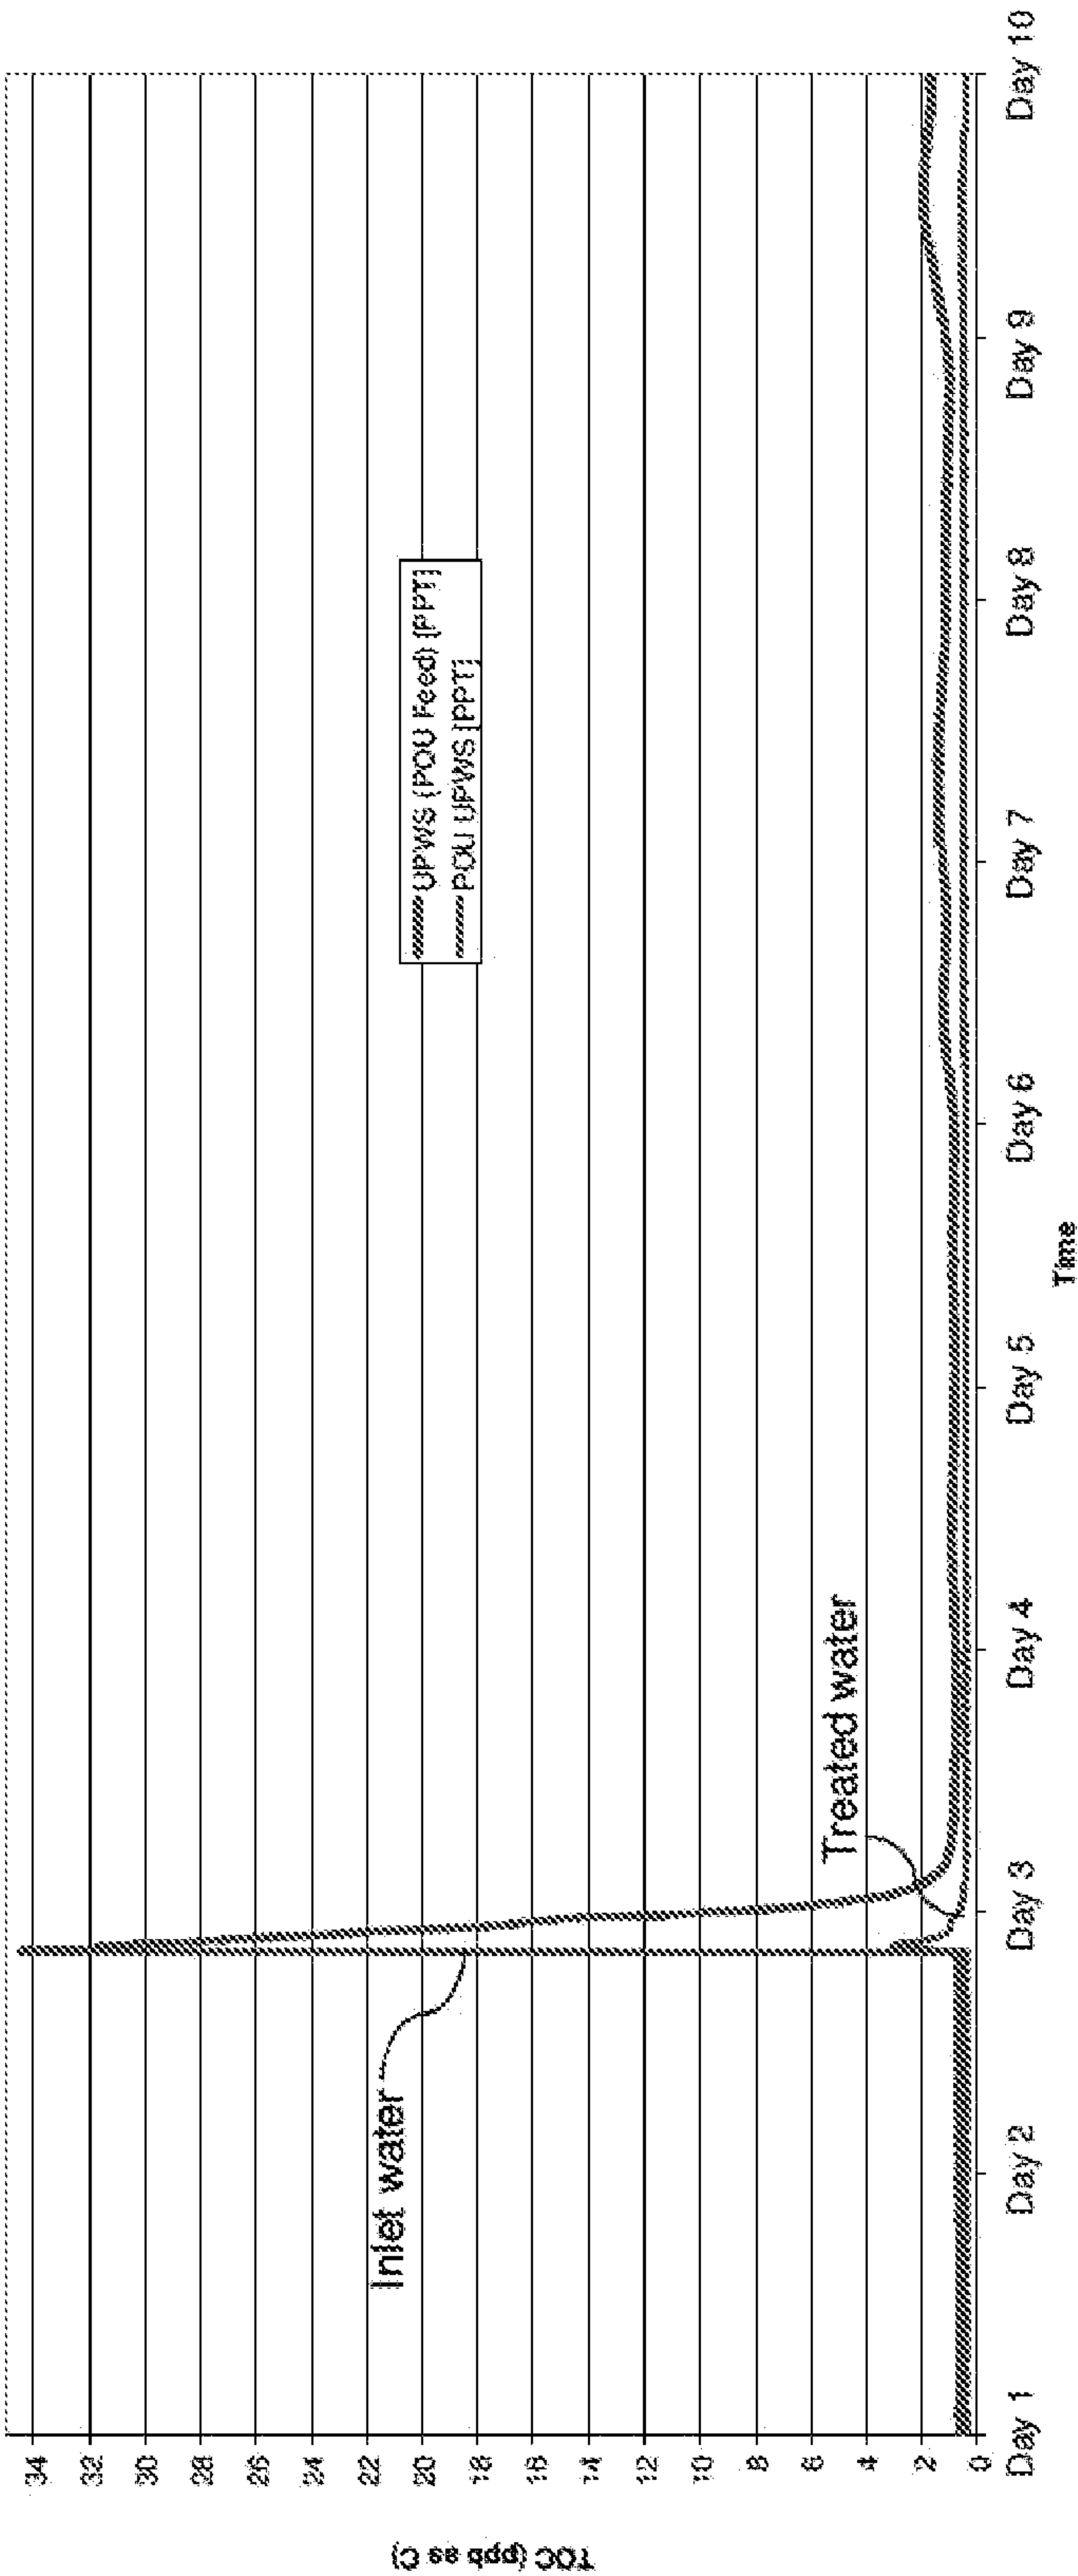 TOC (ppb as C)
34
32
30
28
26
24
22
20
18
16
14
12
10
8
6
4
2
0
Inlet water
Treated water
UPWS (POU Feed) [PPT]
POU UPWS [PPT]
Day 1
Day 2
Day 3
Day 4
Day 5
Day 6
Day 7
Day 8
Day 9
Day 10
Time